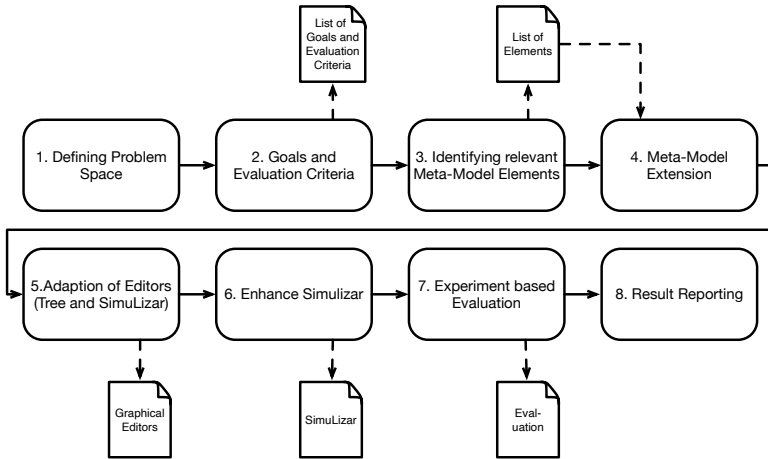 List of
Goals and
Evaluation
Criteria
List of
Elements
1. Defining Problem
Space
2. Goals and
Evaluation Criteria
3. Identifying relevant
Meta-Model Elements
4. Meta-Model
Extension
5.Adaption of Editors
(Tree and SimuLizar)
6. Enhance Simulizar
7. Experiment based
Evaluation
8. Result Reporting
Graphical
Editors
SimuLizar
Eval-
uation